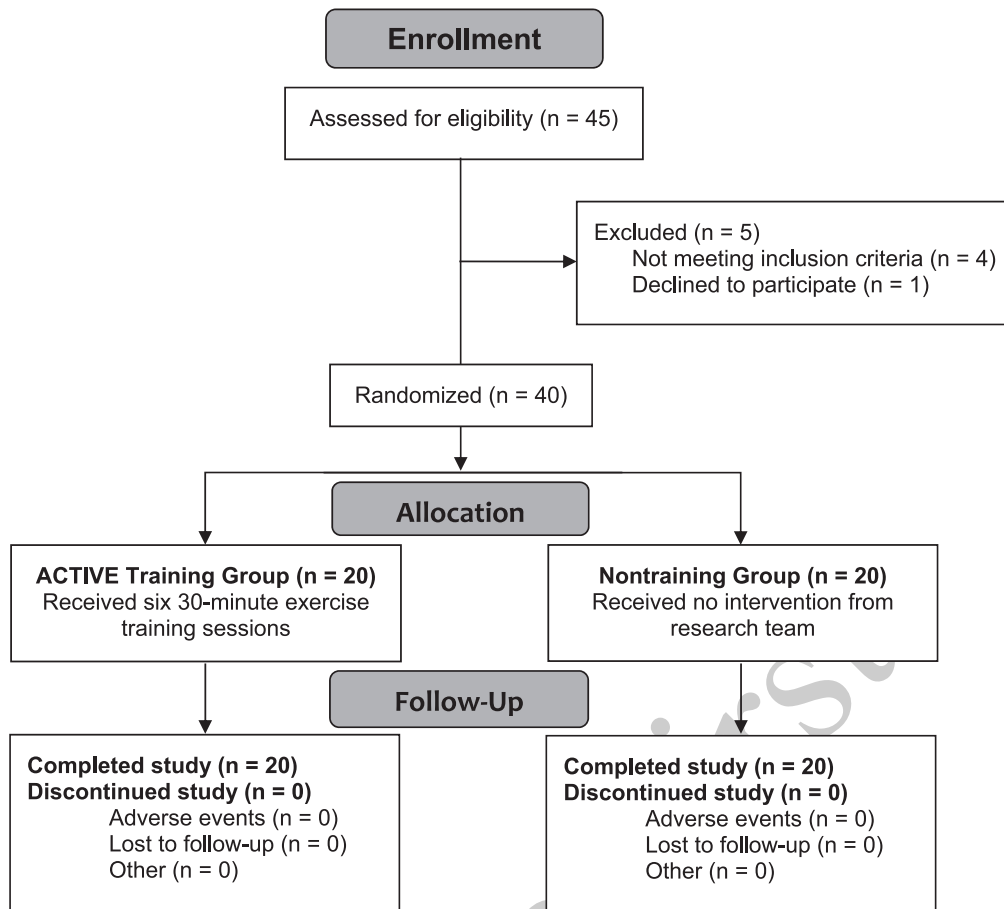 Enrollment
Assessed for eligibility (n = 45)
Excluded (n = 5)
Not meeting inclusion criteria (n = 4)
Declined to participate (n = 1)
Randomized (n = 40)
Allocation
ACTIVE Training Group (n = 20)
Received six 30-minute exercise
training sessions
Nontraining Group (n = 20)
Received no intervention from
research team
Follow-Up
Completed study (n = 20)
Discontinued study (n = 0)
Adverse events (n = 0)
Lost to follow-up (n = 0)
Other (n = 0)
Completed study (n = 20)
Discontinued study (n = 0)
Adverse events (n = 0)
Lost to follow-up (n = 0)
Other (n = 0)